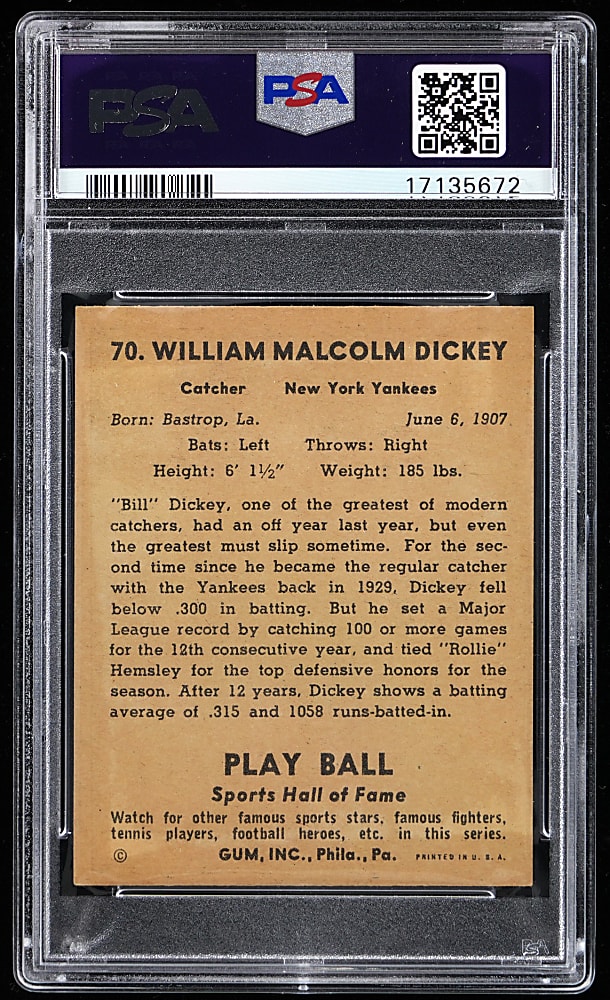 PSA PSA
17135672
70. WILLIAM MALCOLM DICKEY
Catcher New York Yankees
Born: Bastrop, La. June 6, 1907
Bats: Left Throws: Right
Height: 6' 1½" Weight: 185 lbs.
"Bill" Dickey, one of the greatest of modern
catchers, had an off year last year, but even
the greatest must slip sometime. For the sec-
ond time since he became the regular catcher
with the Yankees back in 1929, Dickey fell
below .300 in batting. But he set a Major
League record by catching 100 or more games
for the 12th consecutive year, and tied "Rollie"
Hemsley for the top defensive honors for the
season. After 12 years, Dickey shows a batting
average of .315 and 1058 runs-batted-in.
PLAY BALL
Sports Hall of Fame
Watch for other famous sports stars, famous fighters,
tennis players, football heroes, etc. in this series.
© GUM, INC., Phila., Pa. PRINTED IN U. S. A.
PSA